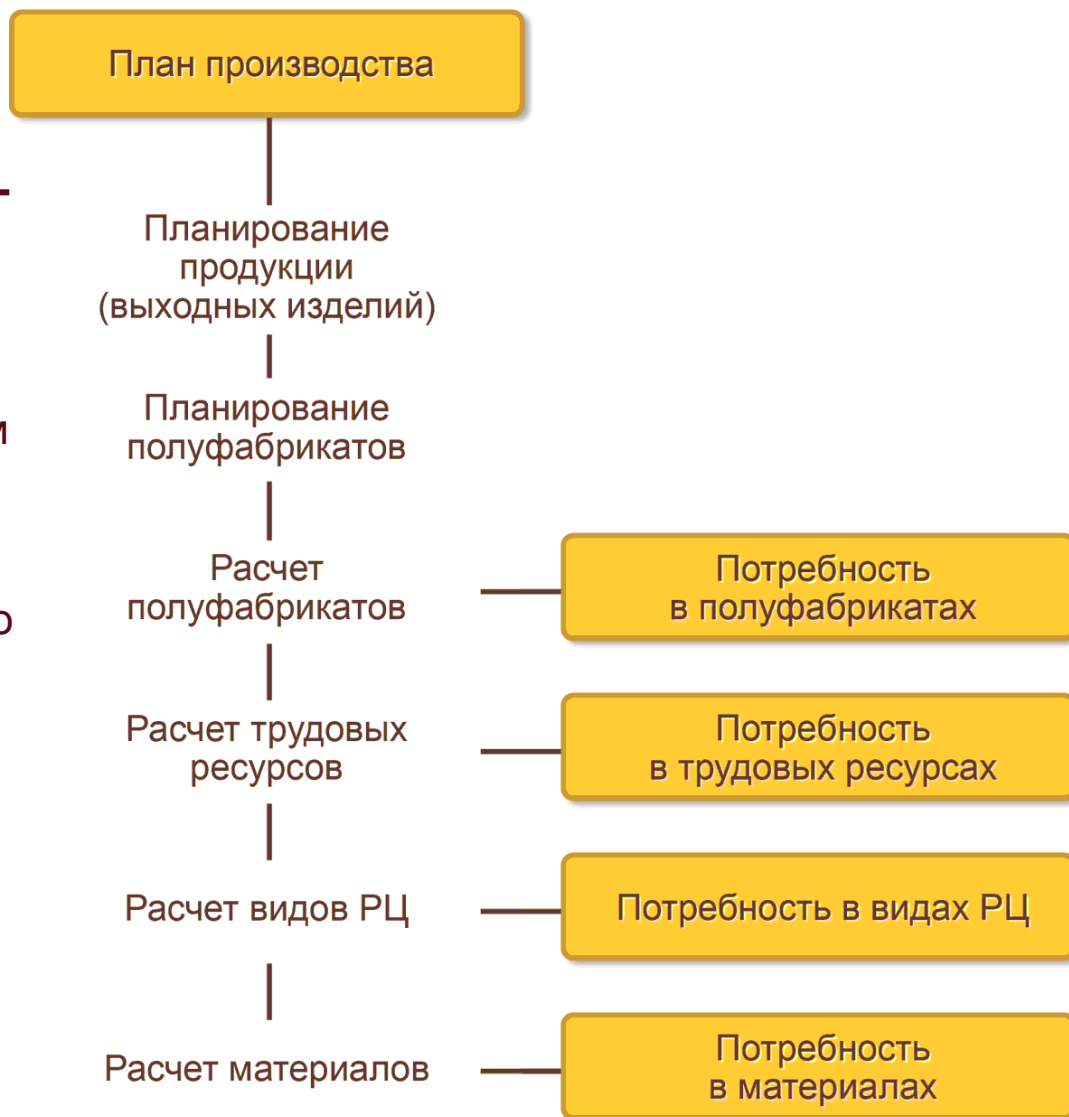 План производства
Планирование
продукции
(выходных изделий)
Планирование
полуфабрикатов
Расчет
полуфабрикатов
Потребность
в полуфабрикатах
Расчет трудовых
ресурсов
Потребность
в трудовых ресурсах
Расчет видов РЦ
Потребность в видах РЦ
Расчет материалов
Потребность
в материалах